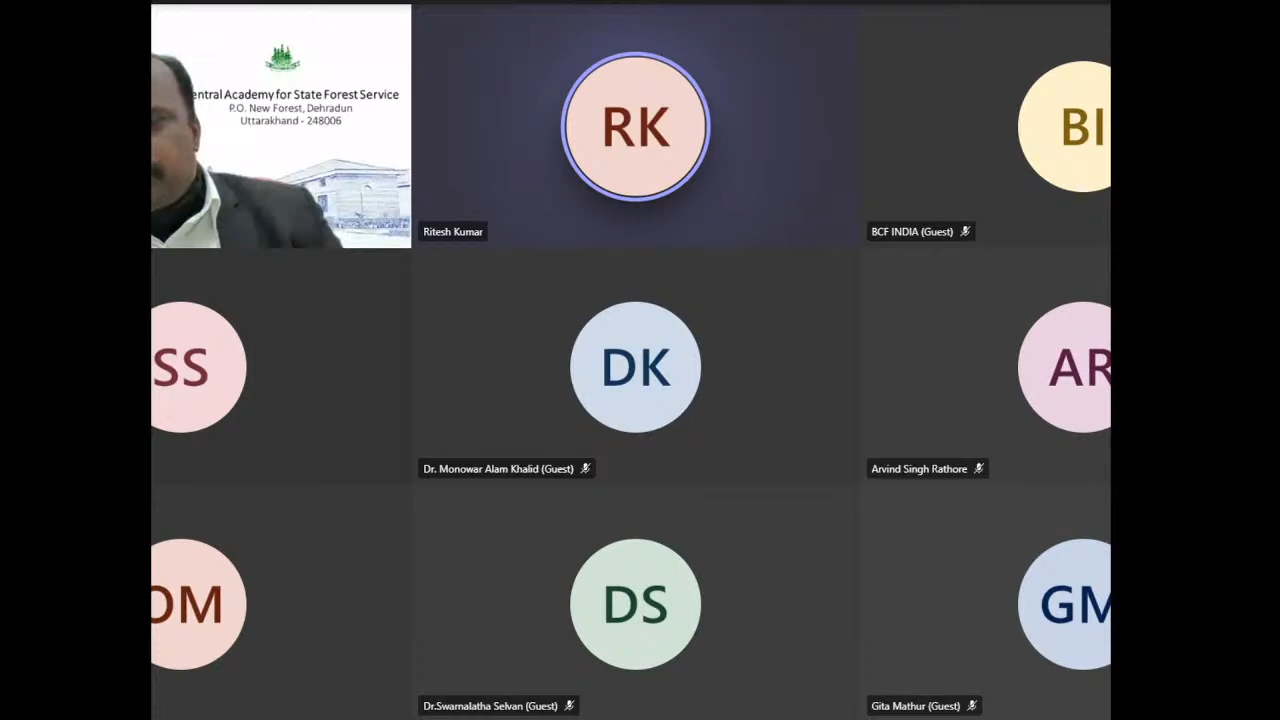 entral Academy for State Forest Service
P.O. New Forest, Dehradun
Uttarakhand - 248006
RK
Ritesh Kumar
BI
BCF INDIA (Guest)
SS
DK
Dr. Monowar Alam Khalid (Guest)
AR
Arvind Singh Rathore
OM
DS
Dr.Swarnalatha Selvan (Guest)
GM
Gita Mathur (Guest)